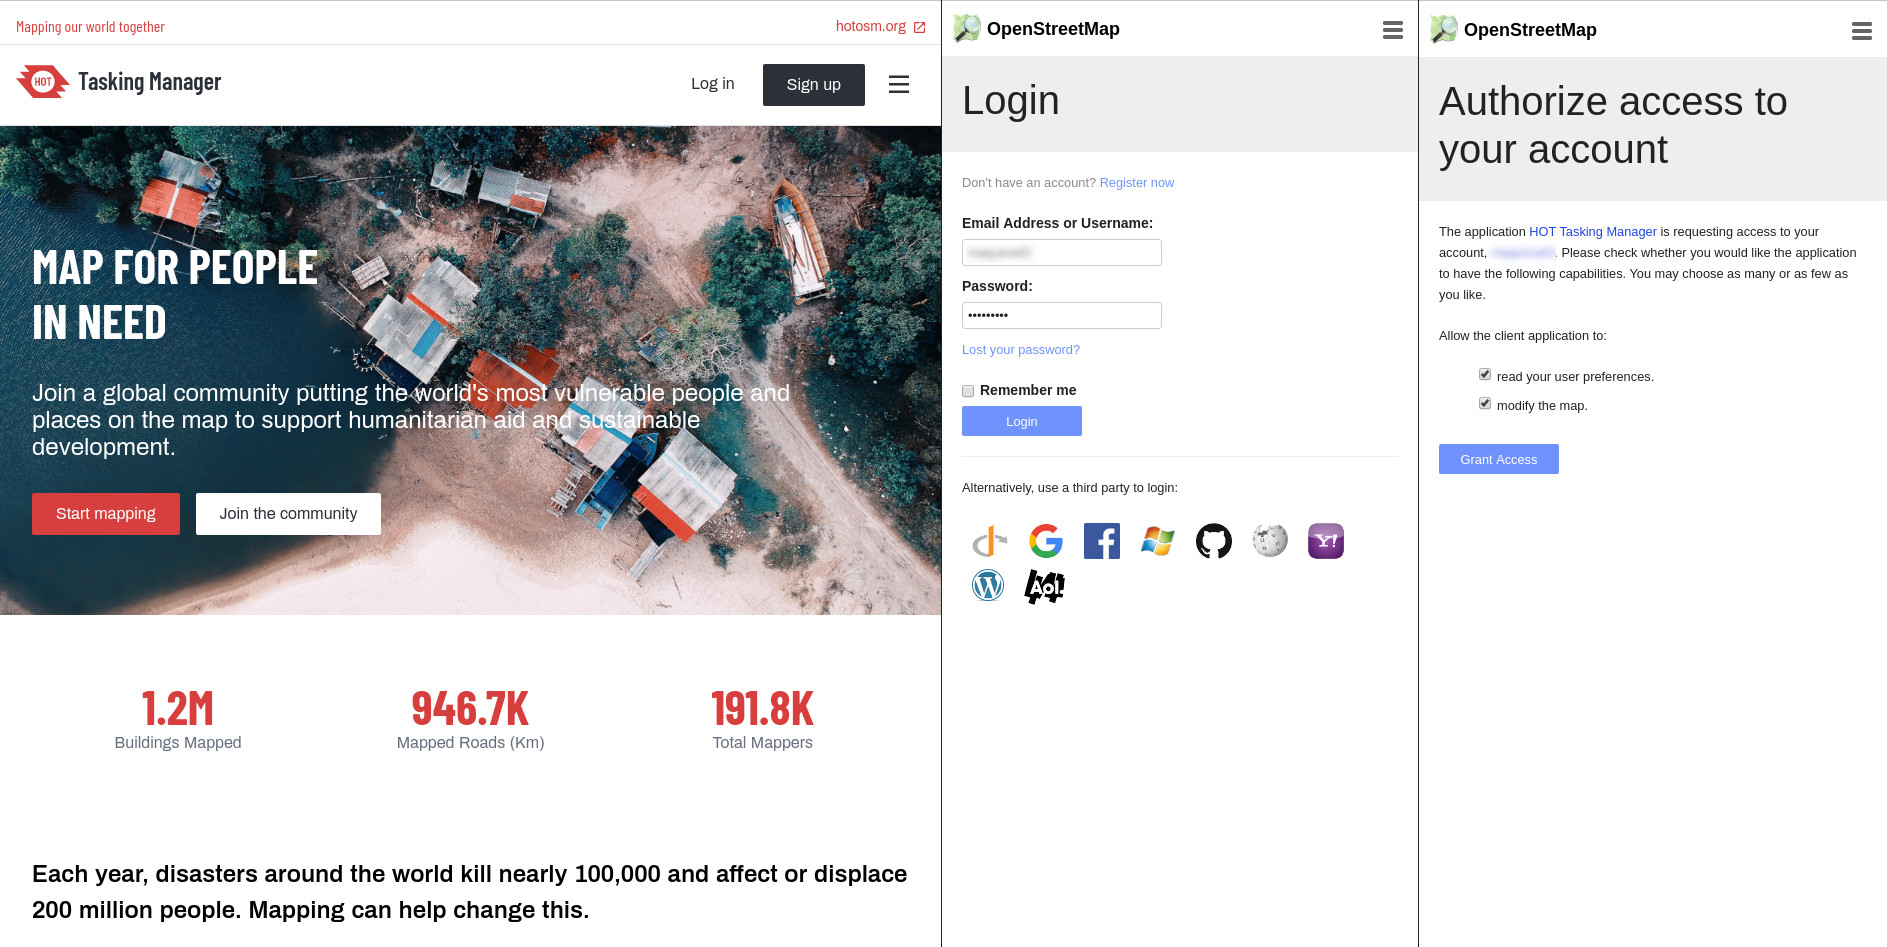 Mapping our world together
hotosm.org
HOT
Tasking Manager
Log in
Sign up
MAP FOR PEOPLE
IN NEED
Join a global community putting the world's most vulnerable people and
places on the map to support humanitarian aid and sustainable
development.
Start mapping
Join the community
1.2M
Buildings Mapped
946.7K
Mapped Roads (Km)
191.8K
Total Mappers
Each year, disasters around the world kill nearly 100,000 and affect or displace
200 million people. Mapping can help change this.
OpenStreetMap
Login
Don't have an account? Register now
Email Address or Username:
Password:
•••••••••
Lost your password?
Remember me
Login
Alternatively, use a third party to login:
Y!
Aol!
OpenStreetMap
Authorize access to
your account
The application HOT Tasking Manager is requesting access to your
account, . Please check whether you would like the application
to have the following capabilities. You may choose as many or as few as
you like.
Allow the client application to:
read your user preferences.
modify the map.
Grant Access